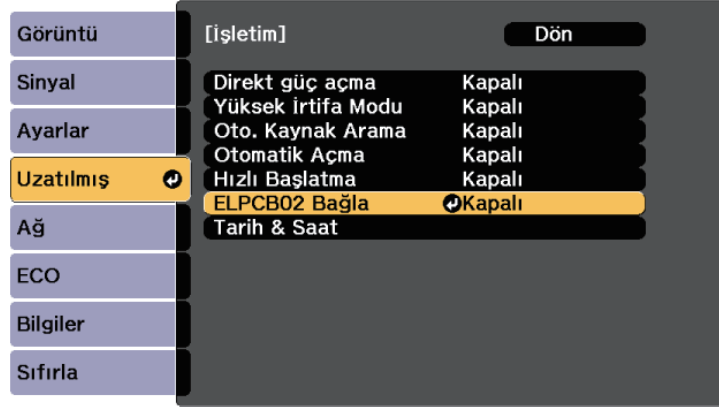 Görüntü
Sinyal
Ayarlar
Uzatılmış
Ağ
ECO
Bilgiler
Sıfırla
[İşletim] Dön
Direkt güç açma Kapalı
Yüksek İrtifa Modu Kapalı
Oto. Kaynak Arama Kapalı
Otomatik Açma Kapalı
Hızlı Başlatma Kapalı
ELPCB02 Bağla Kapalı
Tarih & Saat